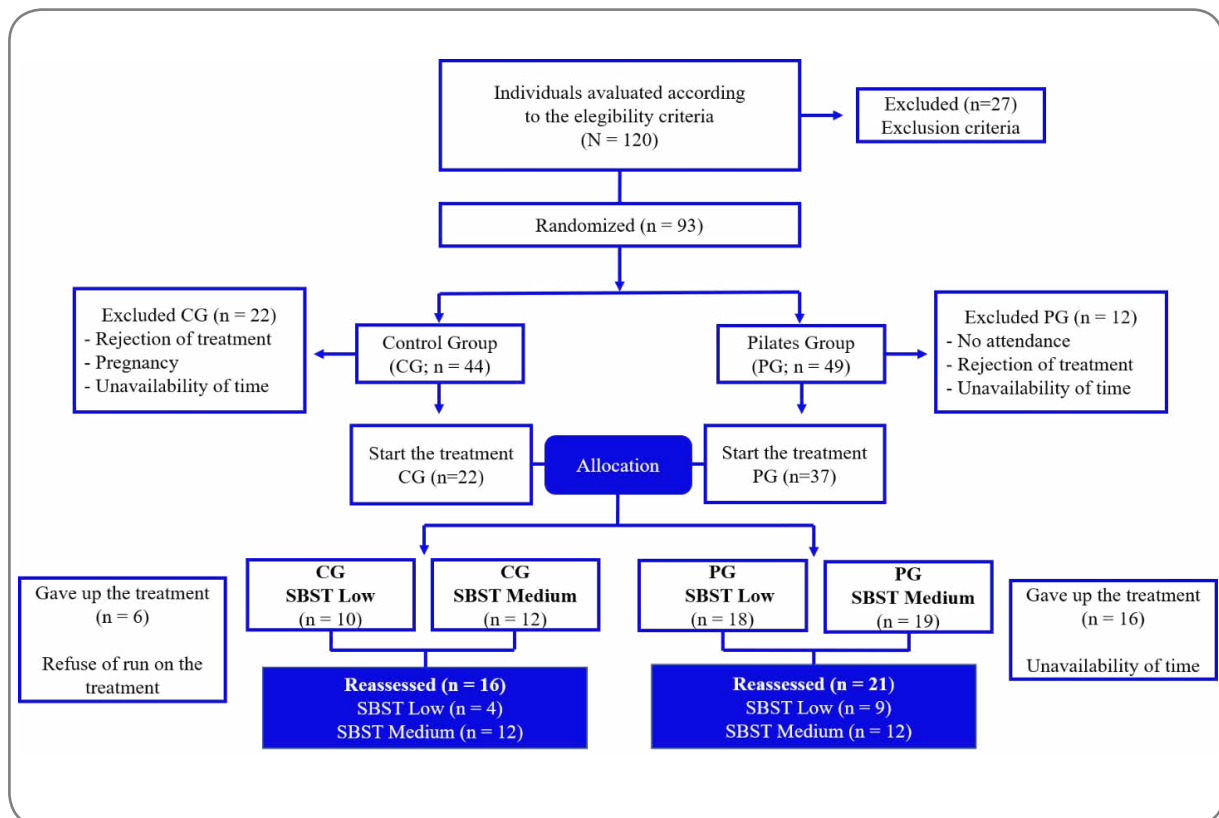 Individuals avaluated according
to the elegibility criteria
(N = 120)
Excluded (n=27)
Exclusion criteria
Randomized (n = 93)
Excluded CG (n = 22)
- Rejection of treatment
- Pregnancy
- Unavailability of time
Control Group
(CG; n = 44)
Pilates Group
(PG; n = 49)
Excluded PG (n = 12)
- No attendance
- Rejection of treatment
- Unavailability of time
Start the treatment
CG (n=22)
Allocation
Start the treatment
PG (n=37)
Gave up the treatment
(n = 6)
Refuse of run on the
treatment
CG
SBST Low
(n = 10)
CG
SBST Medium
(n = 12)
PG
SBST Low
(n = 18)
PG
SBST Medium
(n = 19)
Gave up the treatment
(n = 16)
Unavailability of time
Reassessed (n = 16)
SBST Low (n = 4)
SBST Medium (n = 12)
Reassessed (n = 21)
SBST Low (n = 9)
SBST Medium (n = 12)